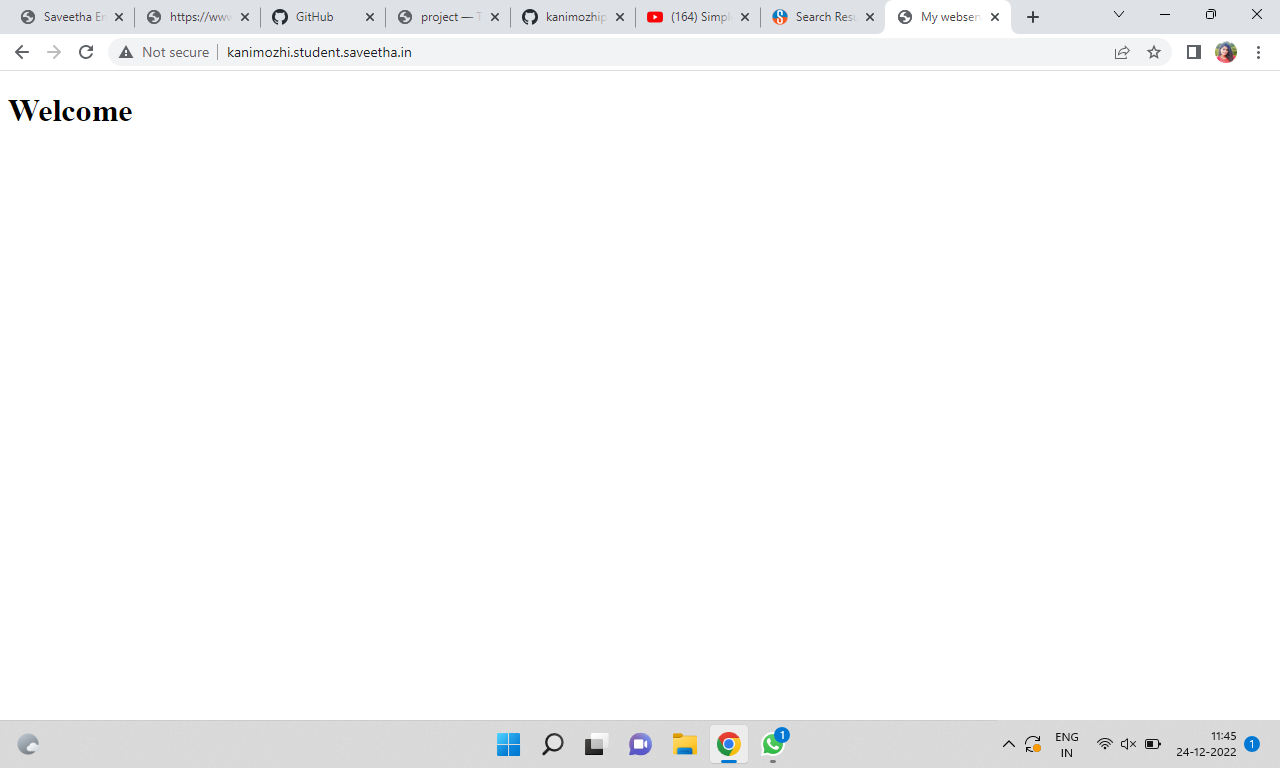 Saveetha En
https://www
GitHub
project — T
kanimozhip
(164) Simpl
Search Resu
My webser
Not secure
kanimozhi.student.saveetha.in
Welcome
1
ENG
IN
11:45
24-12-2022
1